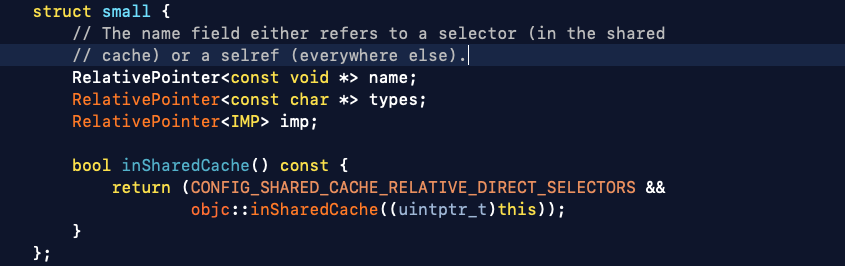 struct small {
    // The name field either refers to a selector (in the shared
    // cache) or a selref (everywhere else).
    RelativePointer<const void *> name;
    RelativePointer<const char *> types;
    RelativePointer<IMP> imp;

    bool inSharedCache() const {
        return (CONFIG_SHARED_CACHE_RELATIVE_DIRECT_SELECTORS &&
                objc::inSharedCache((uintptr_t)this));
    }
};